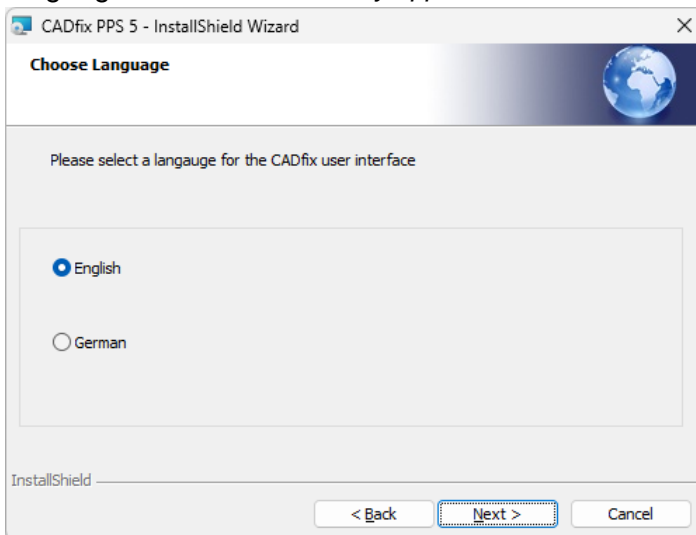 CADfix PPS 5 - InstallShield Wizard
Choose Language
Please select a langauge for the CADfix user interface
English
German
InstallShield
< Back Next > Cancel